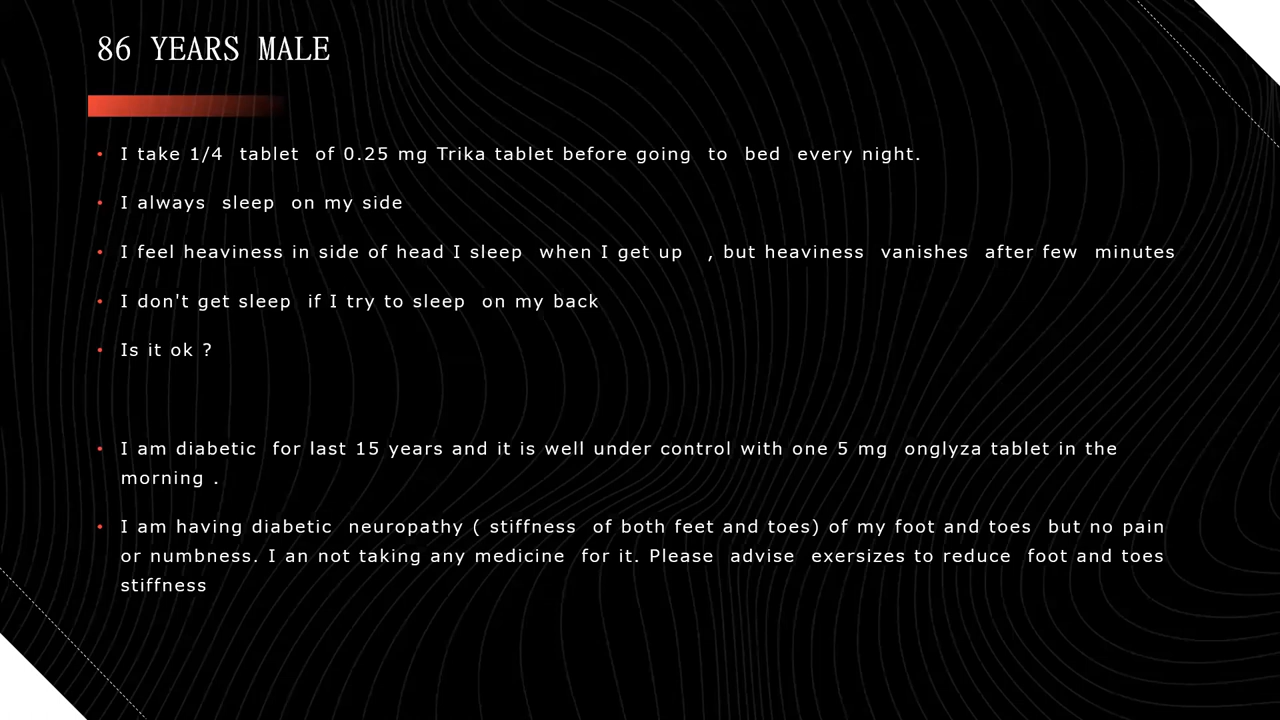 86 YEARS MALE
• I take 1/4 tablet of 0.25 mg Trika tablet before going to bed every night.
• I always sleep on my side
• I feel heaviness in side of head I sleep when I get up , but heaviness vanishes after few minutes
• I don't get sleep if I try to sleep on my back
• Is it ok ?
• I am diabetic for last 15 years and it is well under control with one 5 mg onglyza tablet in the
morning .
• I am having diabetic neuropathy ( stiffness of both feet and toes) of my foot and toes but no pain
or numbness. I an not taking any medicine for it. Please advise exersizes to reduce foot and toes
stiffness